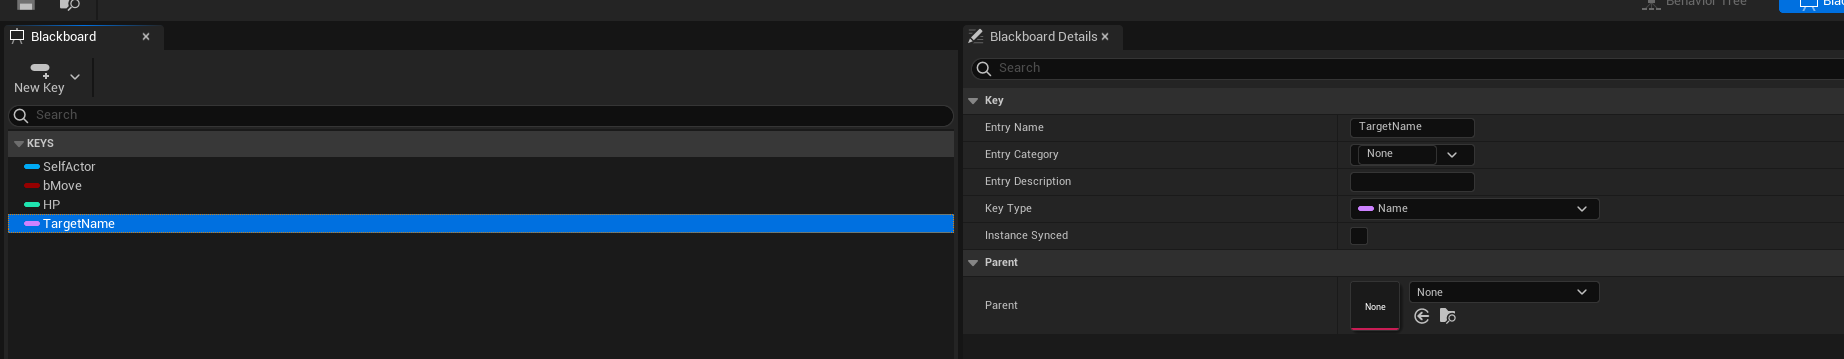 Behavior Tree
Blackboard
Blackboard Details
New Key
Search
Search
KEYS
SelfActor
bMove
HP
TargetName
Key
Entry Name
TargetName
Entry Category
None
Entry Description
Key Type
Name
Instance Synced
Parent
Parent
None
None